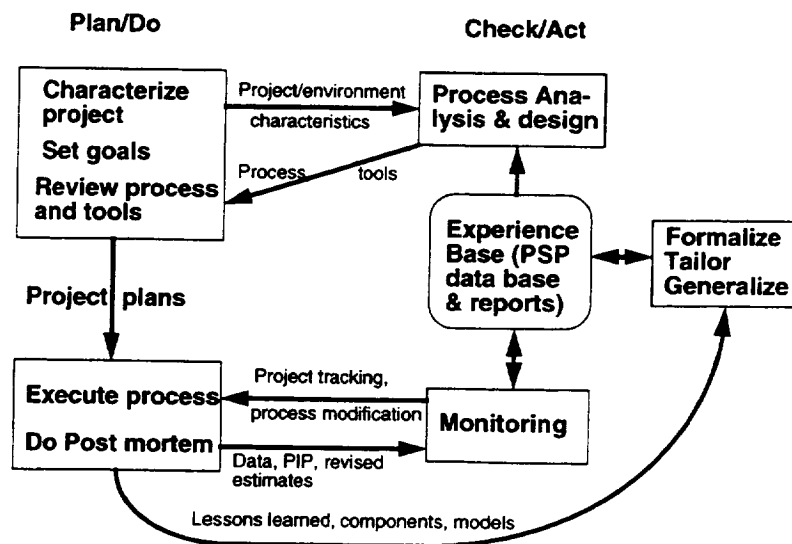 Plan/Do
Check/Act
Characterize
project
Set goals
Review process
and tools
Project/environment
characteristics
Process Ana-
lysis & design
Process tools
Experience
Base (PSP
data base
& reports)
Formalize
Tailor
Generalize
Project plans
Execute process
Do Post mortem
Project tracking,
process modification
Monitoring
Data, PIP, revised
estimates
Lessons learned, components, models